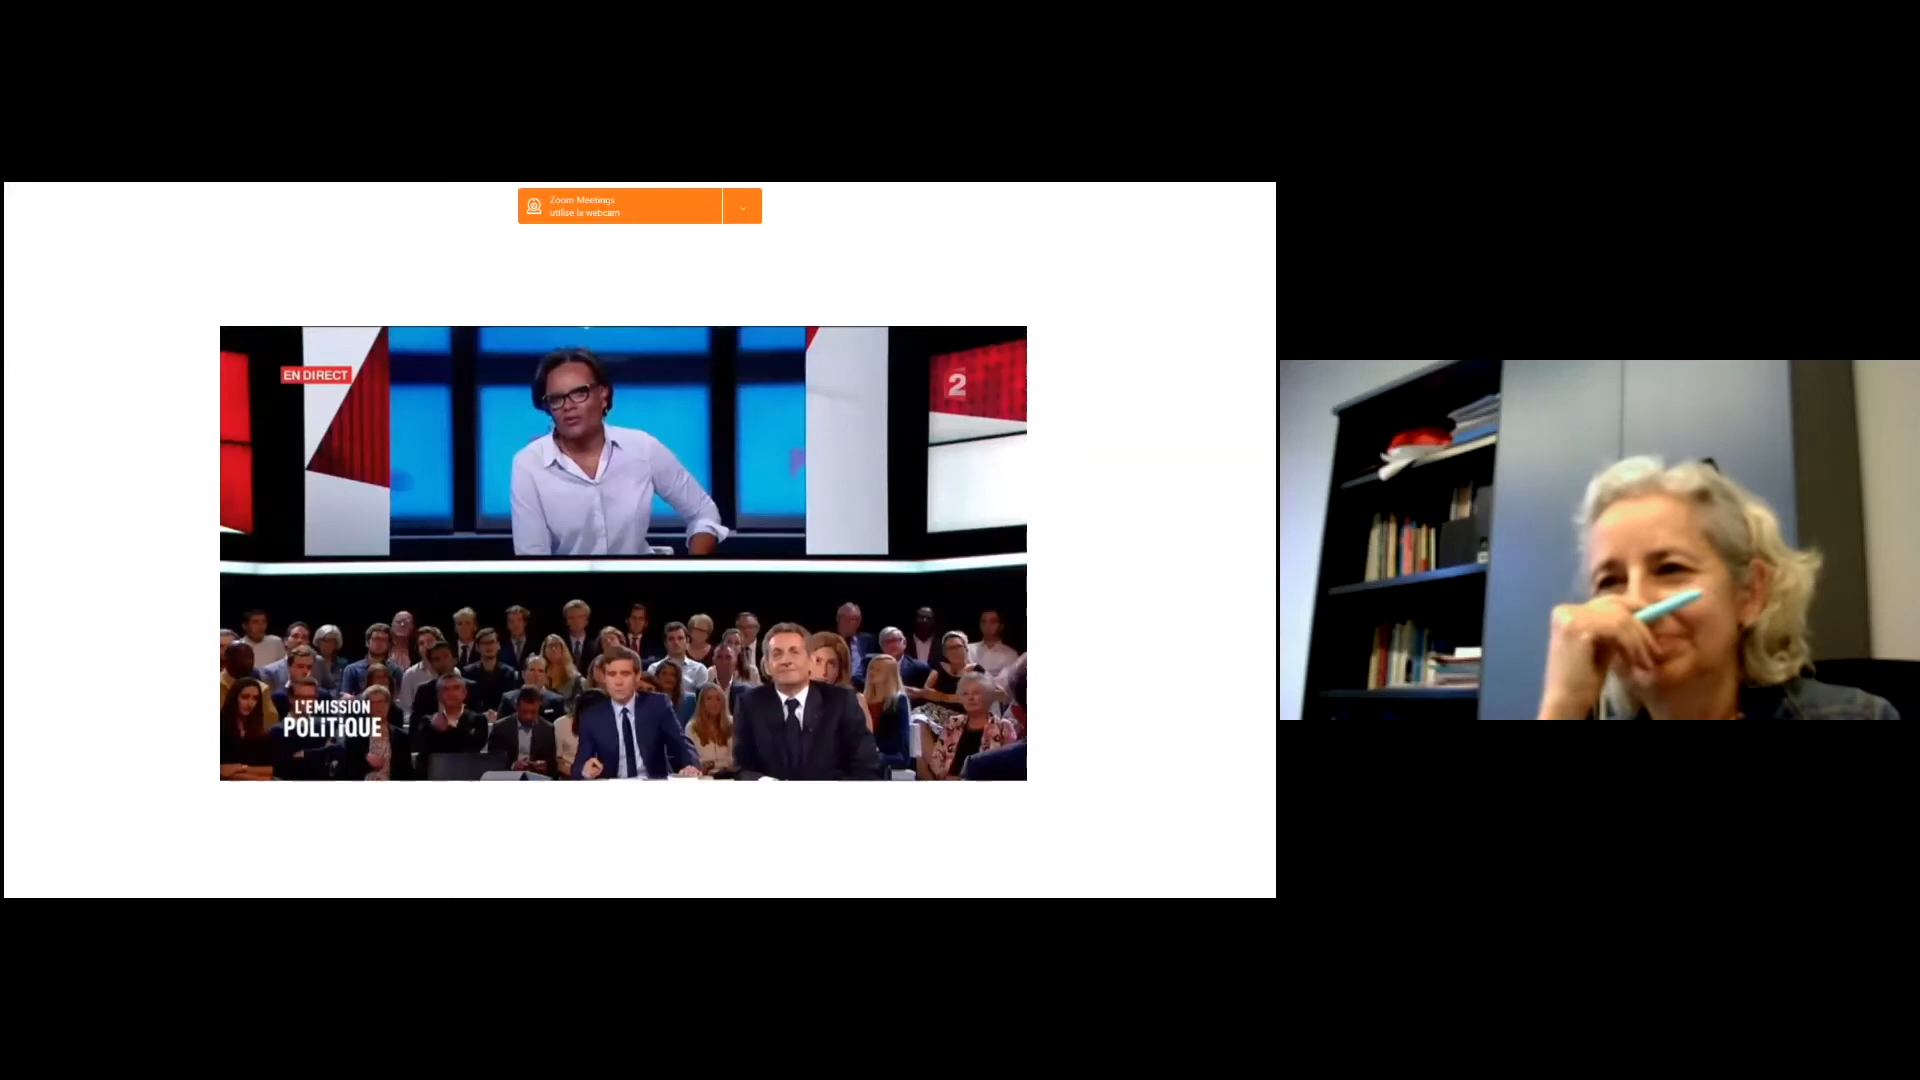 Zoom Meetings
utilise la webcam
EN DIRECT
2
L'EMISSION
POLITiQUE